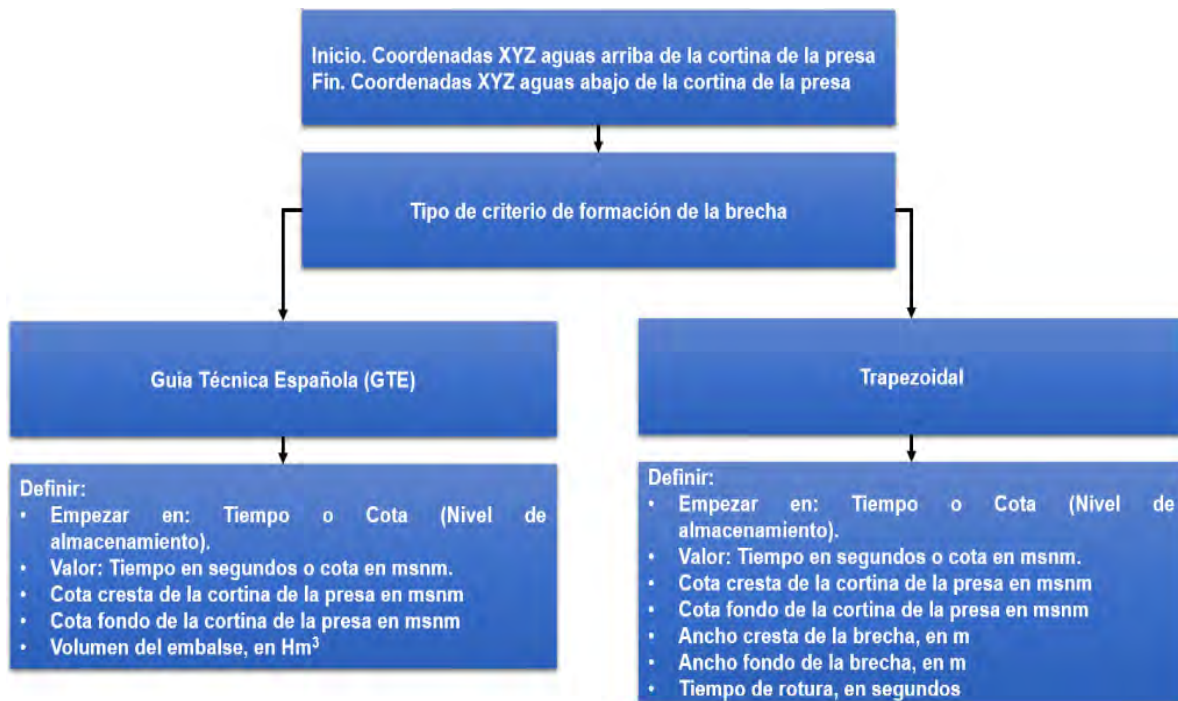 Inicio. Coordenadas XYZ aguas arriba de la cortina de la presa
Fin. Coordenadas XYZ aguas abajo de la cortina de la presa
Tipo de criterio de formación de la brecha
Guia Técnica Española (GTE)
Definir:
• Empezar en: Tiempo o Cota (Nivel de
almacenamiento).
• Valor: Tiempo en segundos o cota en msnm.
• Cota cresta de la cortina de la presa en msnm
• Cota fondo de la cortina de la presa en msnm
• Volumen del embalse, en Hm³
Trapezoidal
Definir:
• Empezar en: Tiempo o Cota (Nivel de
almacenamiento).
• Valor: Tiempo en segundos o cota en msnm.
• Cota cresta de la cortina de la presa en msnm
• Cota fondo de la cortina de la presa en msnm
• Ancho cresta de la brecha, en m
• Ancho fondo de la brecha, en m
• Tiempo de rotura, en segundos